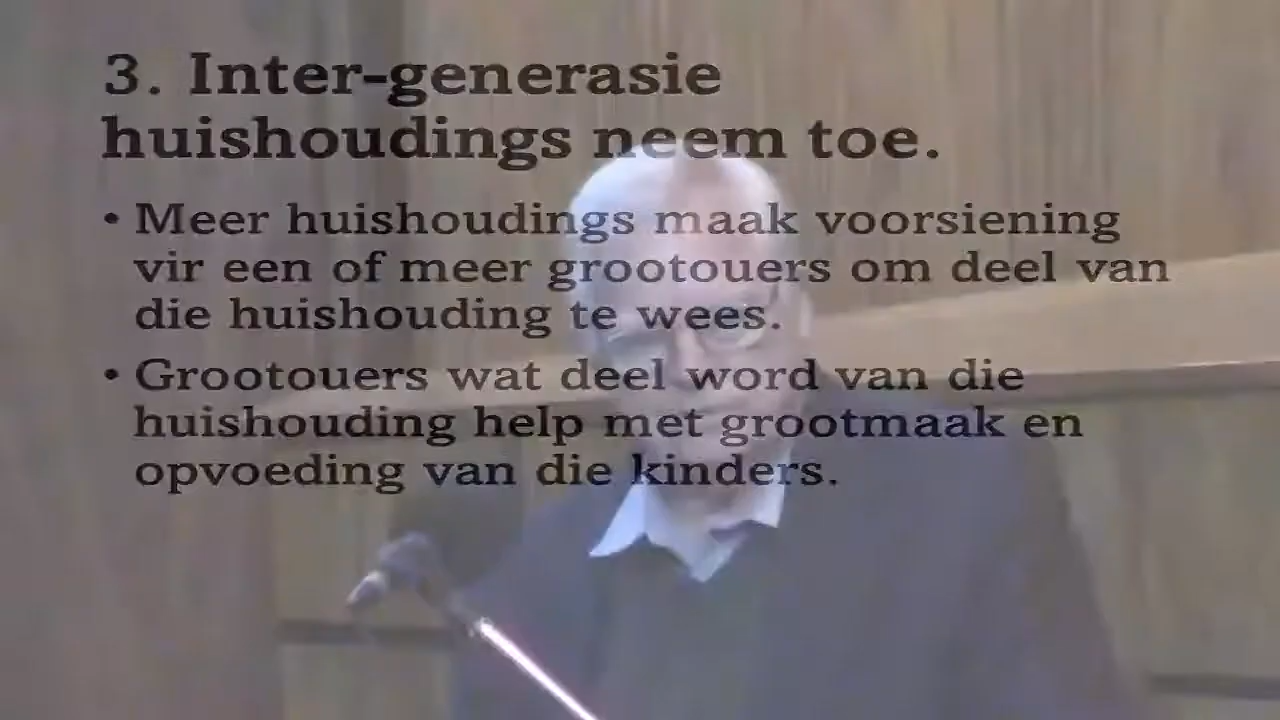 3. Inter-generasie
huishoudings neem toe.
• Meer huishoudings maak voorsiening
vir een of meer grootouers om deel van
die huishouding te wees.
• Grootouers wat deel word van die
huishouding help met grootmaak en
opvoeding van die kinders.